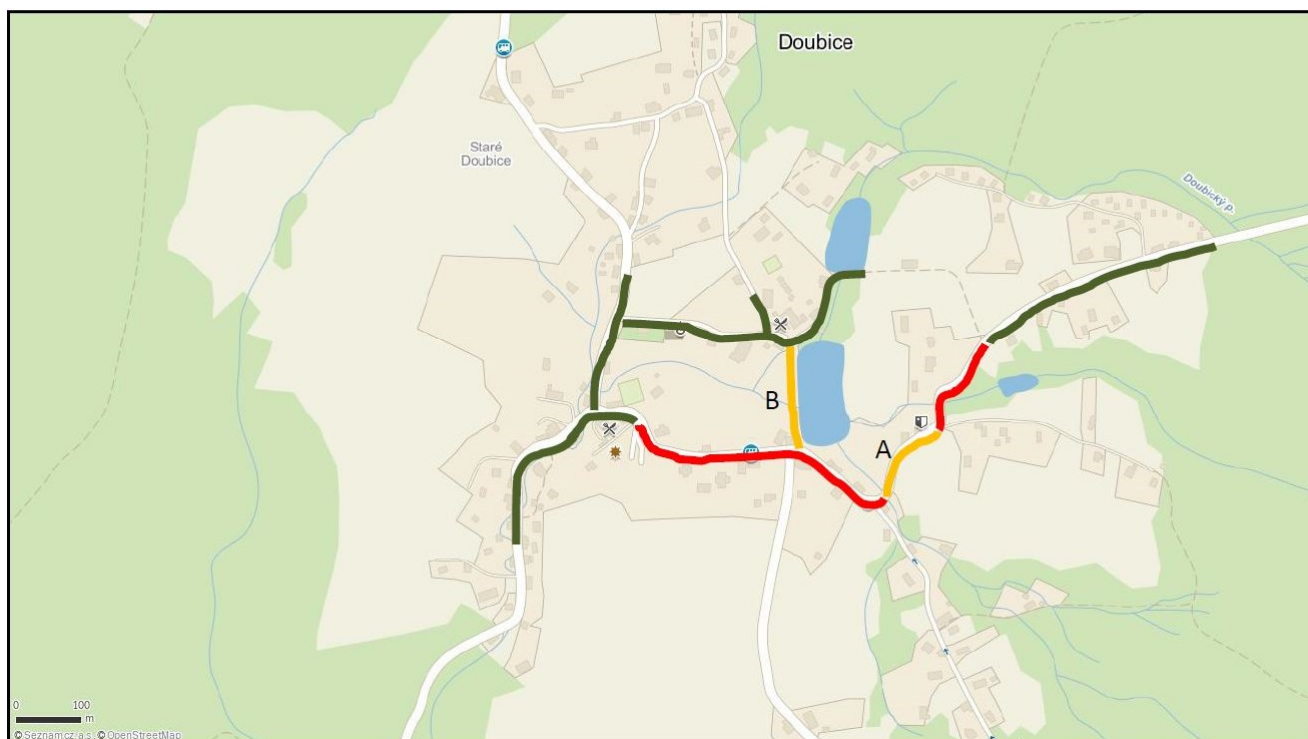 Doubice
Staré
Doubice
Doubický p.
B
A
0 100
m
© Seznam.cz, a.s., © OpenStreetMap